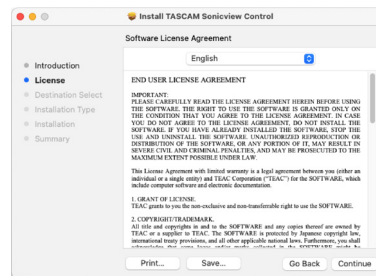 Install TASCAM Sonicview Control
Software License Agreement
English
Introduction
License
Destination Select
Installation Type
Installation
Summary
END USER LICENSE AGREEMENT
IMPORTANT:
PLEASE CAREFULLY READ THE LICENSE AGREEMENT HEREIN BEFORE USING
THE SOFTWARE. THE RIGHT TO USE THE SOFTWARE IS GRANTED ONLY ON
THE CONDITION THAT YOU AGREE TO THE LICENSE AGREEMENT. IN CASE
YOU DO NOT AGREE TO THE LICENSE AGREEMENT, DO NOT INSTALL THE
SOFTWARE. IF YOU HAVE ALREADY INSTALLED THE SOFTWARE, STOP THE
USE AND UNINSTALL THE SOFTWARE. UNAUTHORIZED REPRODUCTION OR
DISTRIBUTION OF THE SOFTWARE, OR ANY PORTION OF IT, MAY RESULT IN
SEVERE CIVIL AND CRIMINAL PENALTIES, AND MAY BE PROSECUTED TO THE
MAXIMUM EXTENT POSSIBLE UNDER LAW.
This License Agreement with limited warranty is a legal agreement between you (either an
individual or a single entity) and TEAC Corporation ("TEAC") for the SOFTWARE, which
include computer software and electronic documentation.
1. GRANT OF LICENSE.
TEAC grants to you the non-exclusive and non-transferable right to use the SOFTWARE.
2. COPYRIGHT/TRADEMARK.
All title and copyrights in and to the SOFTWARE and any copies thereof are owned by
TEAC or a supplier to TEAC. The SOFTWARE is protected by Japanese copyright law,
international treaty provisions, and all other applicable national laws. Furthermore, you shall
Print...
Save...
Go Back
Continue